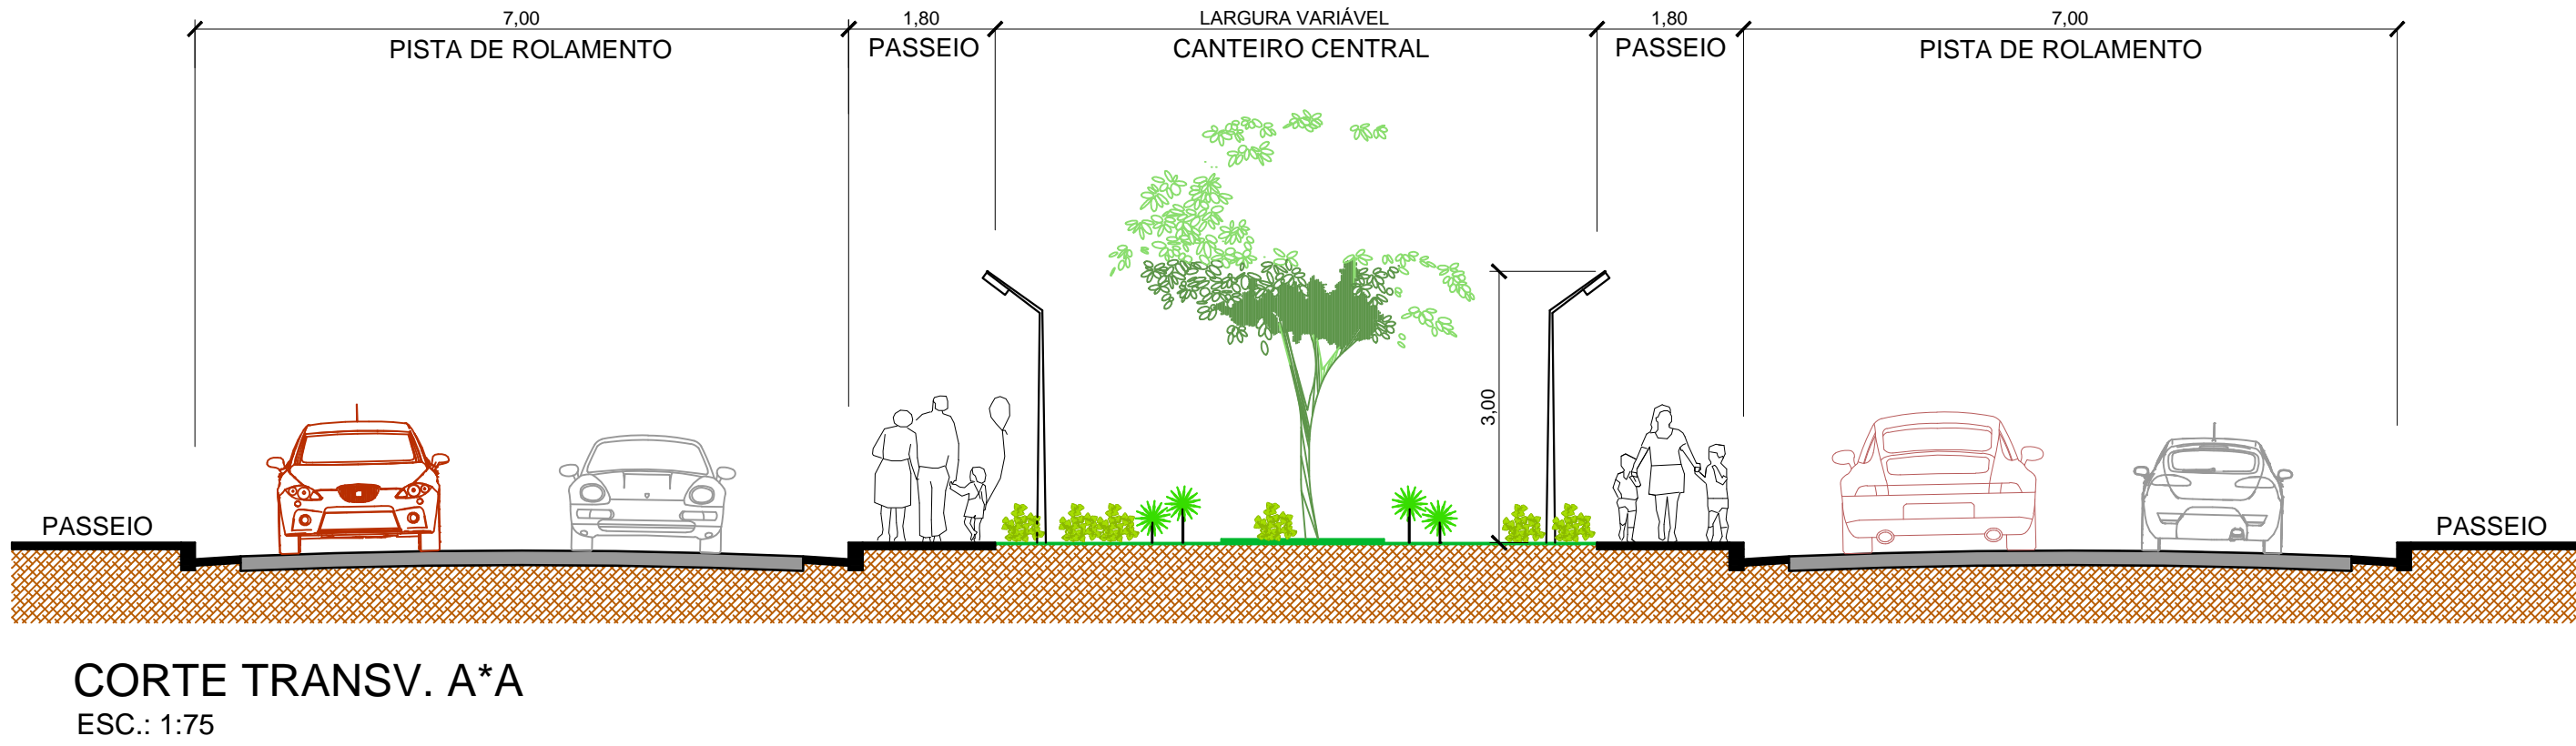 7,00
1,80
LARGURA VARIÁVEL
1,80
7,00
PISTA DE ROLAMENTO
PASSEIO
CANTEIRO CENTRAL
PASSEIO
PISTA DE ROLAMENTO
3,00
PASSEIO
PASSEIO
CORTE TRANSV. A*A
ESC.: 1:75